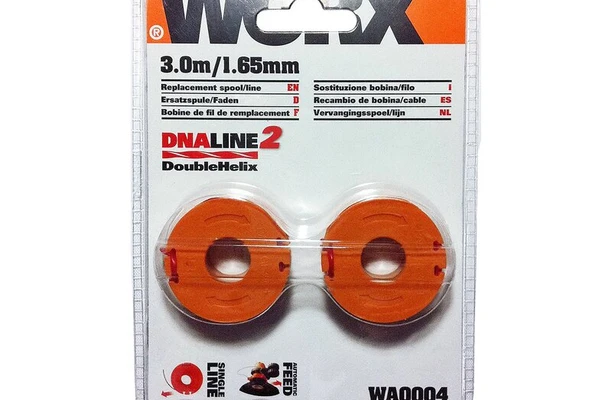 WORX
®
3.0m/1.65mm
Replacement spool/line EN
Ersatzspule/Faden D
Bobine de fil de remplacement F
Sostituzione bobina/filo I
Recambio de bobina/cable ES
Vervangingsspoel/lijn NL
DNALINE2
DoubleHelix
SINGLE
LINE
AUTOMATIC
FEED
WA0004